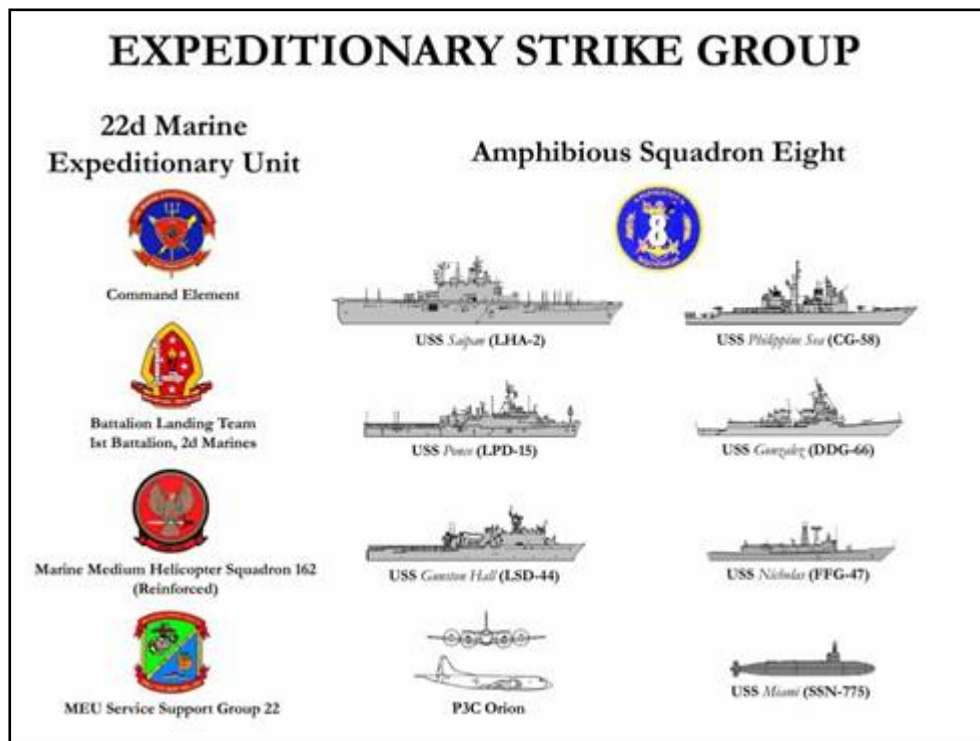 EXPEDITIONARY STRIKE GROUP
22d Marine
Expeditionary Unit
Command Element
Battalion Landing Team
1st Battalion, 2d Marines
Marine Medium Helicopter Squadron 162
(Reinforced)
MEU Service Support Group 22
Amphibious Squadron Eight
8
USS Saipan (LHA-2)
USS Philippine Sea (CG-58)
USS Ponce (LPD-15)
USS Gonzalez (DDG-66)
USS Gunston Hall (LSD-44)
USS Nicholas (FFG-47)
P3C Orion
USS Miami (SSN-775)